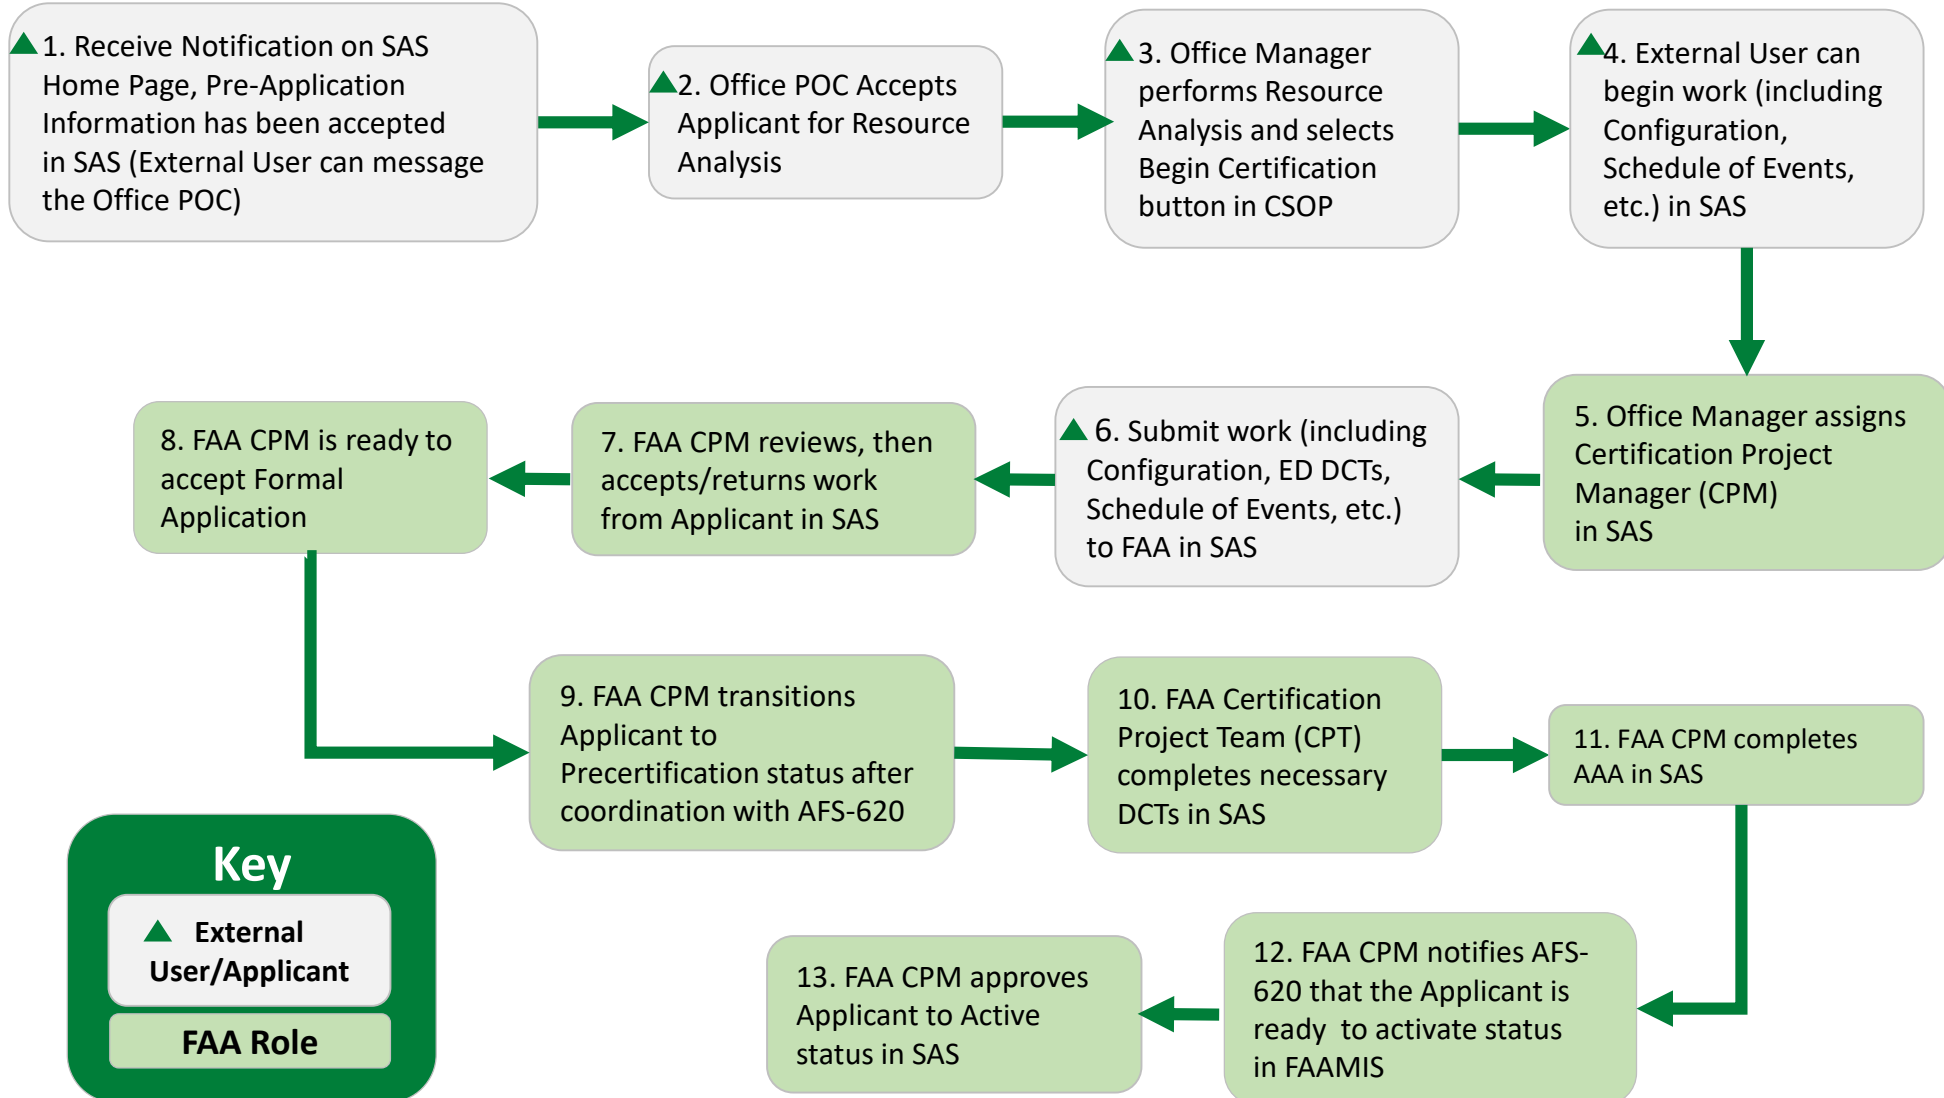 1. Receive Notification on SAS
Home Page, Pre-Application
Information has been accepted
in SAS (External User can message
the Office POC)
2. Office POC Accepts
Applicant for Resource
Analysis
3. Office Manager
performs Resource
Analysis and selects
Begin Certification
button in CSOP
4. External User can
begin work (including
Configuration,
Schedule of Events,
etc.) in SAS
5. Office Manager assigns
Certification Project
Manager (CPM)
in SAS
6. Submit work (including
Configuration, ED DCTs,
Schedule of Events, etc.)
to FAA in SAS
7. FAA CPM reviews, then
accepts/returns work
from Applicant in SAS
8. FAA CPM is ready to
accept Formal
Application
9. FAA CPM transitions
Applicant to
Precertification status after
coordination with AFS-620
10. FAA Certification
Project Team (CPT)
completes necessary
DCTs in SAS
11. FAA CPM completes
AAA in SAS
12. FAA CPM notifies AFS-
620 that the Applicant is
ready to activate status
in FAAMIS
13. FAA CPM approves
Applicant to Active
status in SAS
Key
External
User/Applicant
FAA Role